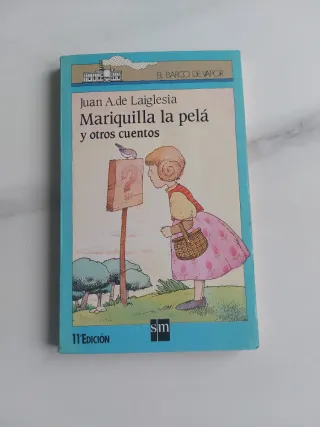 EL BARCO DE VAPOR
Juan A. de Laiglesia
Mariquilla la pelá
y otros cuentos
?
11ª EDICIÓN
sm